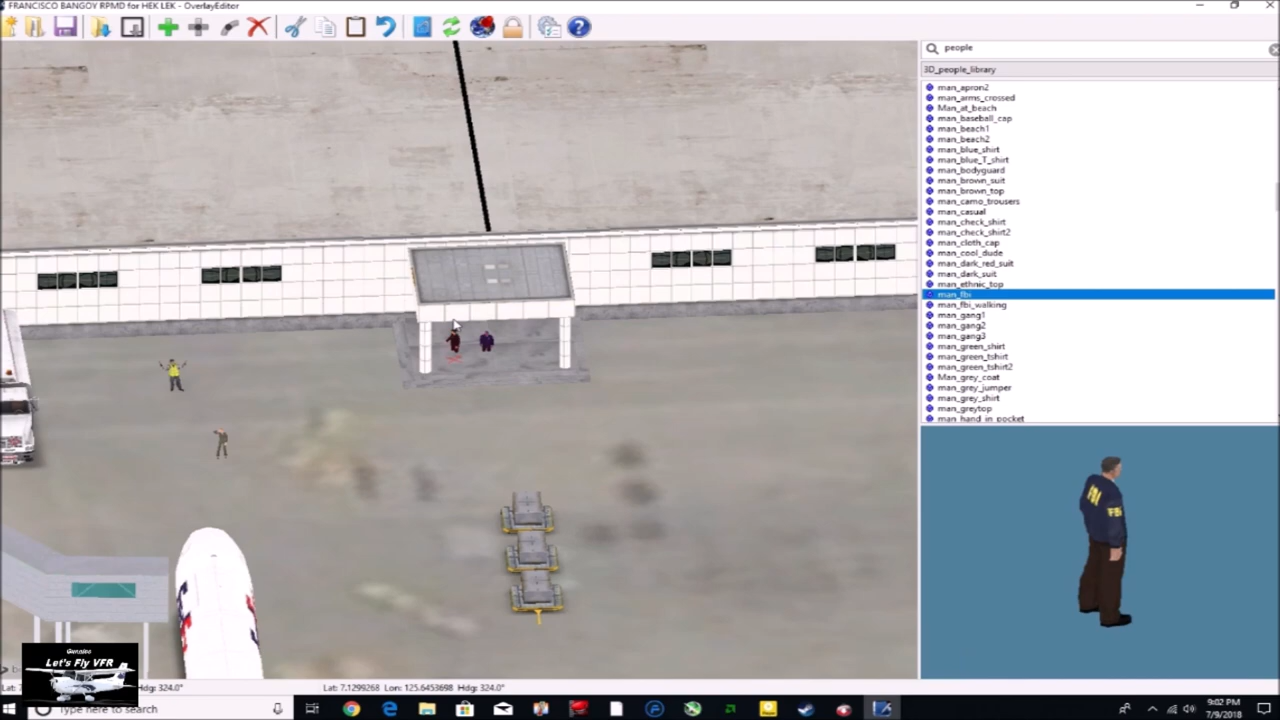 FRANCISCO BANGOY RPMD for HEK LEK - OverlayEditor
people
3D_people_library
man_apron2
man_arms_crossed
Man_at_beach
man_baseball_cap
man_beach1
man_beach2
man_blue_shirt
man_blue_T_shirt
man_bodyguard
man_brown_suit
man_brown_top
man_camo_trousers
man_casual
man_check_shirt
man_check_shirt2
man_cloth_cap
man_cool_dude
man_dark_red_suit
man_dark_suit
man_ethnic_top
man_fbi
man_fbi_walking
man_gang1
man_gang2
man_gang3
man_green_shirt
man_green_tshirt
man_green_tshirt2
Man_grey_coat
man_grey_jumper
man_grey_shirt
man_greytop
man_hand_in_pocket
FBI
FBI
Let's Fly VFR
Lat: 7
Hdg: 324.0°
Lat: 7.1299268 Lon: 125.6453698 Hdg: 324.0°
Type here to search
9:02 PM
7/9/2018